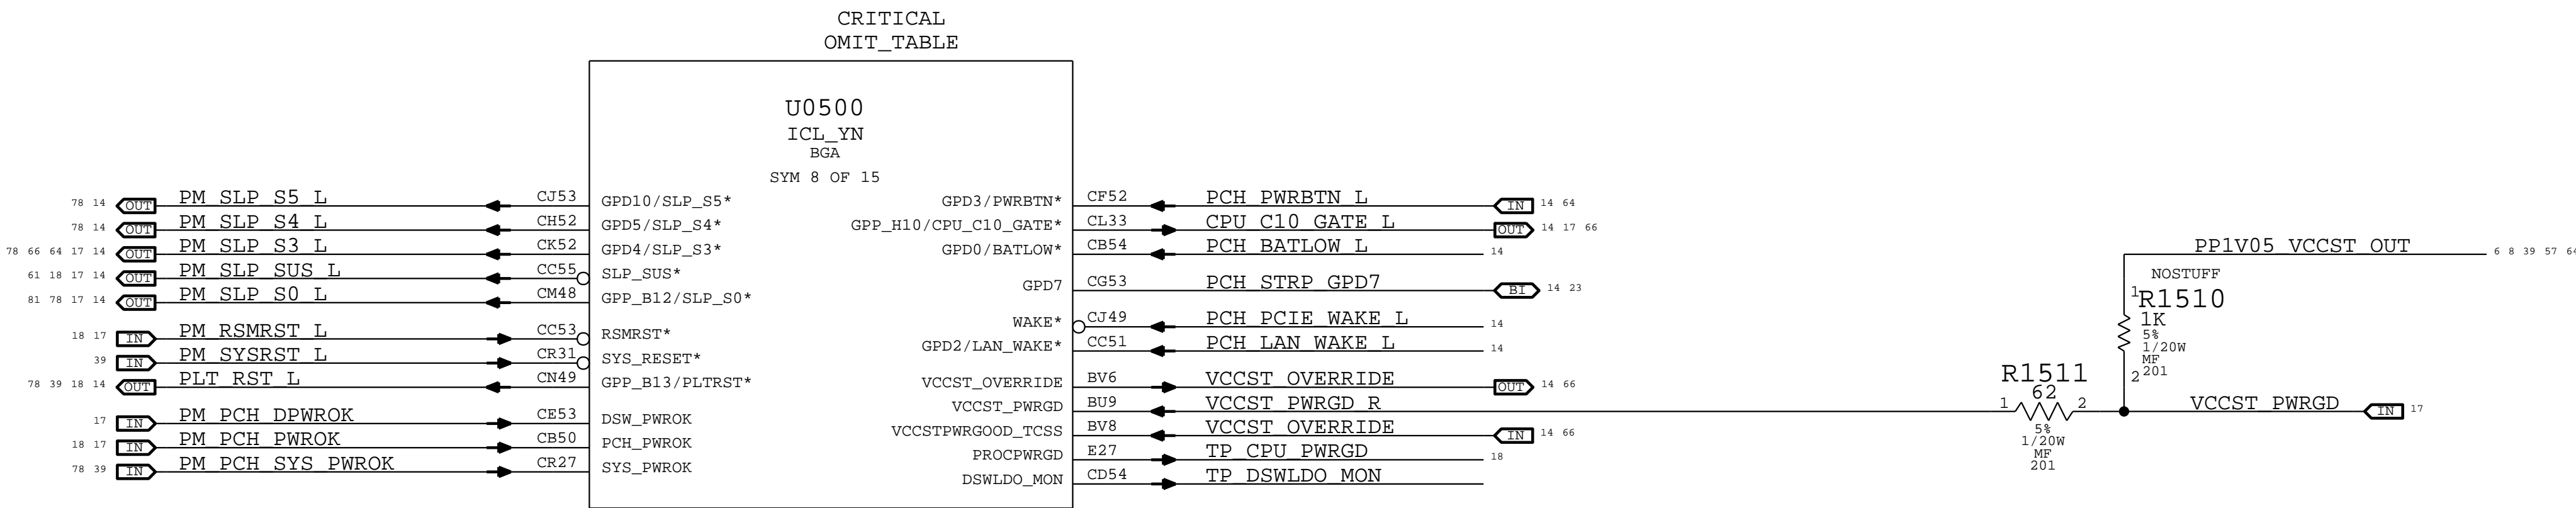 CRITICAL
OMIT_TABLE
U0500
ICL_YN
BGA
SYM 8 OF 15
78 14 OUT PM_SLP_S5_L CJ53 GPD10/SLP_S5*
78 14 OUT PM_SLP_S4_L CH52 GPD5/SLP_S4*
78 66 64 17 14 OUT PM_SLP_S3_L CK52 GPD4/SLP_S3*
61 18 17 14 OUT PM_SLP_SUS_L CC55 SLP_SUS*
81 78 17 14 OUT PM_SLP_S0_L CM48 GPP_B12/SLP_S0*
18 17 IN PM_RSMRST_L CC53 RSMRST*
39 IN PM_SYSRST_L CR31 SYS_RESET*
78 39 18 14 OUT PLT_RST_L CN49 GPP_B13/PLTRST*
17 IN PM_PCH_DPWROK CE53 DSW_PWROK
18 17 IN PM_PCH_PWROK CB50 PCH_PWROK
78 39 IN PM_PCH_SYS_PWROK CR27 SYS_PWROK
GPD3/PWRBTN* CF52 PCH_PWRBTN_L IN 14 64
GPP_H10/CPU_C10_GATE* CL33 CPU_C10_GATE_L OUT 14 17 66
GPD0/BATLOW* CB54 PCH_BATLOW_L 14
GPD7 CG53 PCH_STRP_GPD7 BI 14 23
WAKE* CJ49 PCH_PCIE_WAKE_L 14
GPD2/LAN_WAKE* CC51 PCH_LAN_WAKE_L 14
VCCST_OVERRIDE BV6 VCCST_OVERRIDE OUT 14 66
VCCST_PWRGD BU9 VCCST_PWRGD_R
VCCSTPWRGOOD_TCSS BV8 VCCST_OVERRIDE IN 14 66
PROCPWRGD E27 TP_CPU_PWRGD 18
DSWLDO_MON CD54 TP_DSWLDO_MON
PP1V05_VCCST_OUT 6 8 39 57 64
NOSTUFF
1
R1510
1K
5%
1/20W
MF
201
2
R1511
62
1 2
5%
1/20W
MF
201
VCCST_PWRGD IN 17